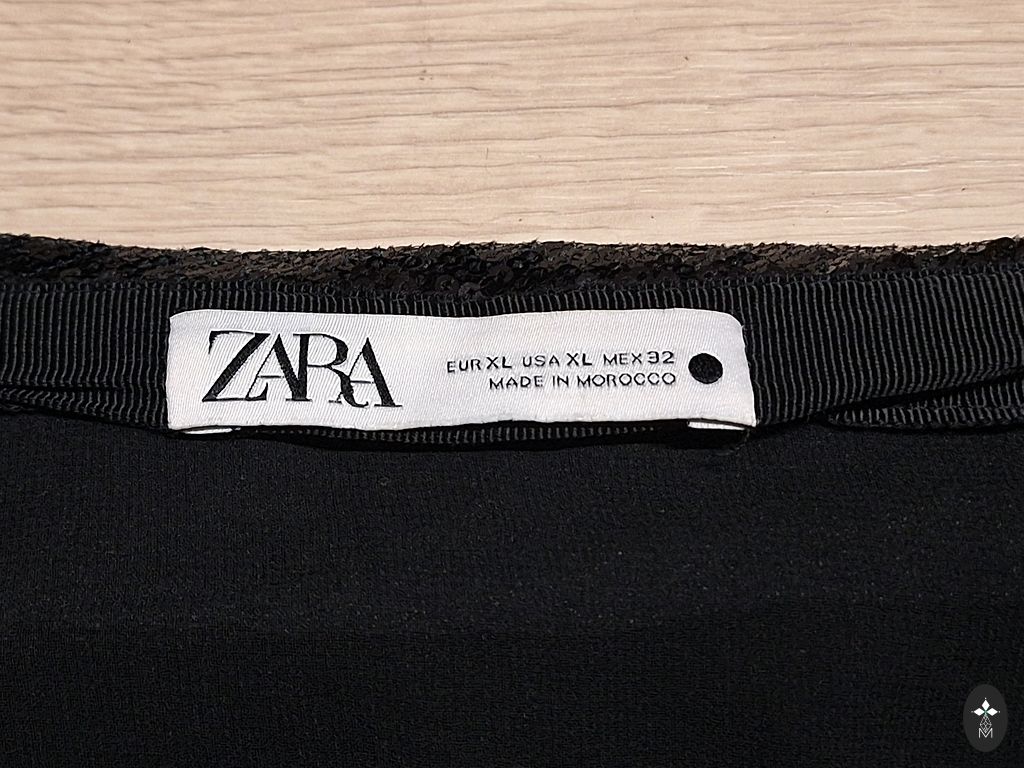 ZARA
EUR XL USA XL MEX 32
MADE IN MOROCCO
M